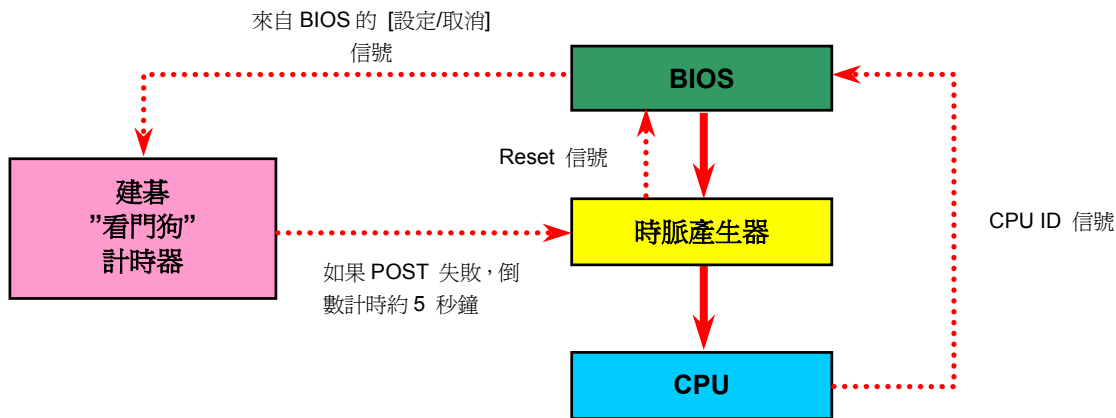 來自 BIOS 的 [設定/取消]
信號
BIOS
Reset 信號
建碁
”看門狗”
計時器
時脈產生器
CPU ID 信號
如果 POST 失敗，倒
數計時約 5 秒鐘
CPU